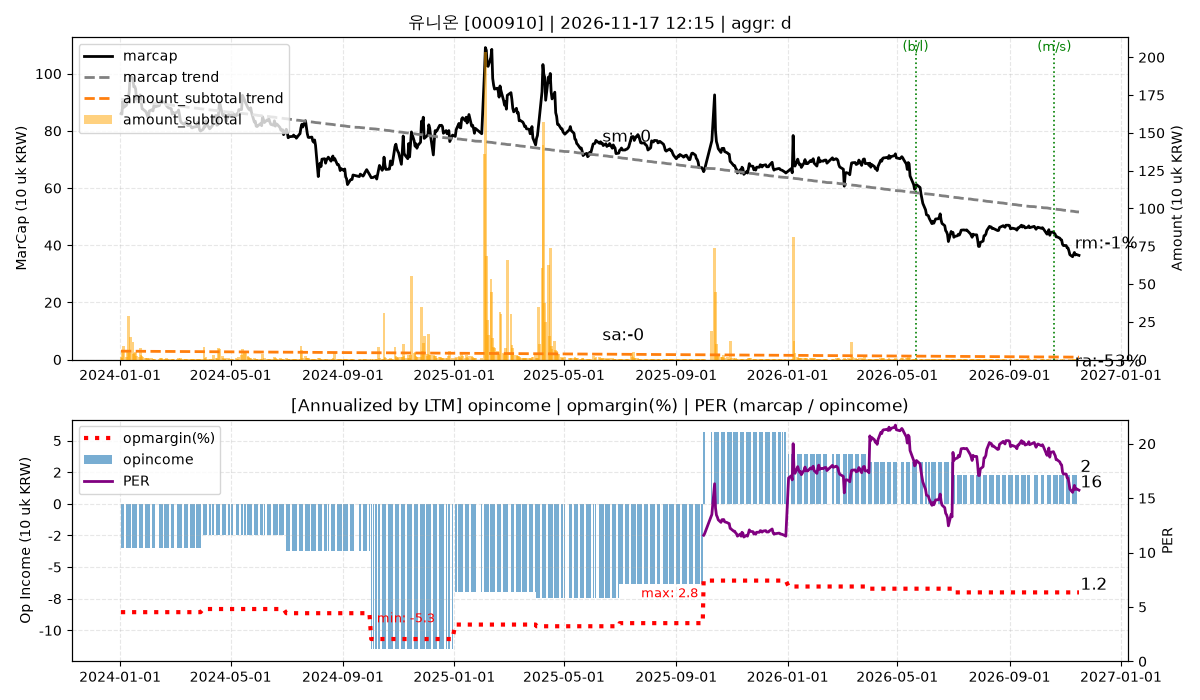 유니온 [000910] | 2026-11-17 12:15 | aggr: d
marcap
marcap trend
amount_subtotal trend
amount_subtotal
(b/l)
(m/s)
sm:-0
rm:-1%
sa:-0
ra:-53%
MarCap (10 uk KRW)
100
80
60
40
20
0
Amount (10 uk KRW)
200
175
150
125
100
75
50
25
0
2024-01-01
2024-05-01
2024-09-01
2025-01-01
2025-05-01
2025-09-01
2026-01-01
2026-05-01
2026-09-01
2027-01-01
[Annualized by LTM] opincome | opmargin(%) | PER (marcap / opincome)
opmargin(%)
opincome
PER
2
16
1.2
min: -5.3
max: 2.8
Op Income (10 uk KRW)
5
2
0
-2
-5
-8
-10
PER
20
15
10
5
0
2024-01-01
2024-05-01
2024-09-01
2025-01-01
2025-05-01
2025-09-01
2026-01-01
2026-05-01
2026-09-01
2027-01-01